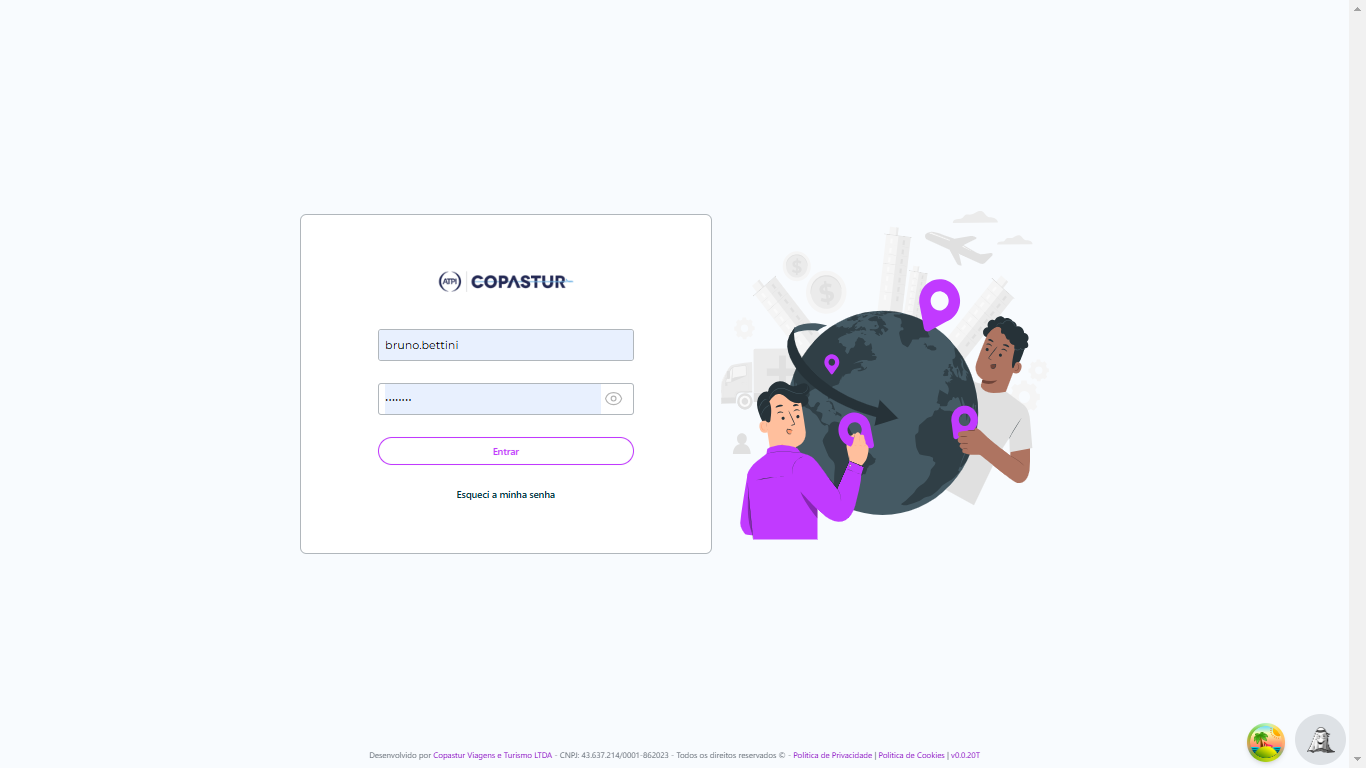 ATPI COPASTUR
bruno.bettini
••••••••
Entrar
Esqueci a minha senha
Desenvolvido por Copastur Viagens e Turismo LTDA - CNPJ: 43.637.214/0001-862023 - Todos os direitos reservados © - Política de Privacidade | Política de Cookies | v0.0.20T